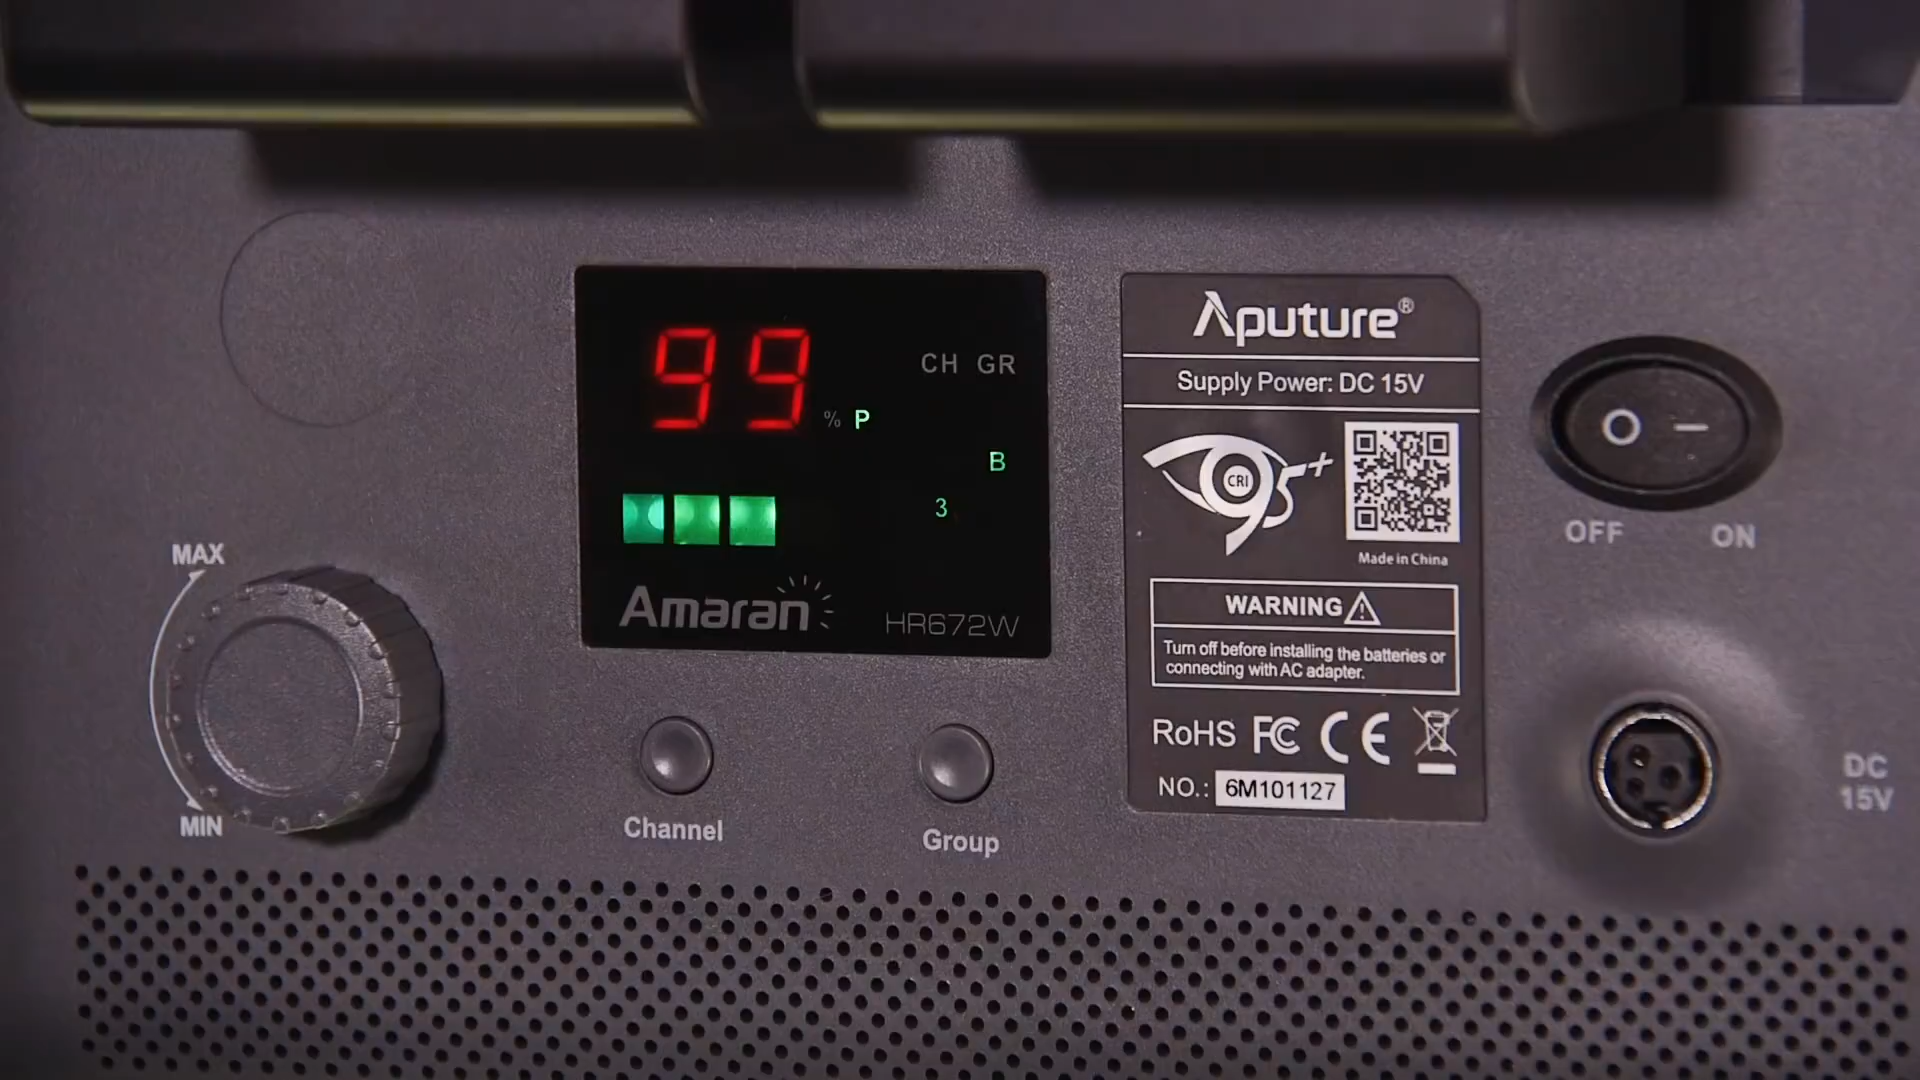 99 % P
CH GR
B
3
Amaran
HR672W
MAX
MIN
Channel
Group
Aputure®
Supply Power: DC 15V
CRI
95+
Made in China
WARNING
Turn off before installing the batteries or
connecting with AC adapter.
RoHS FC CE
NO.: 6M101127
O —
OFF ON
DC
15V